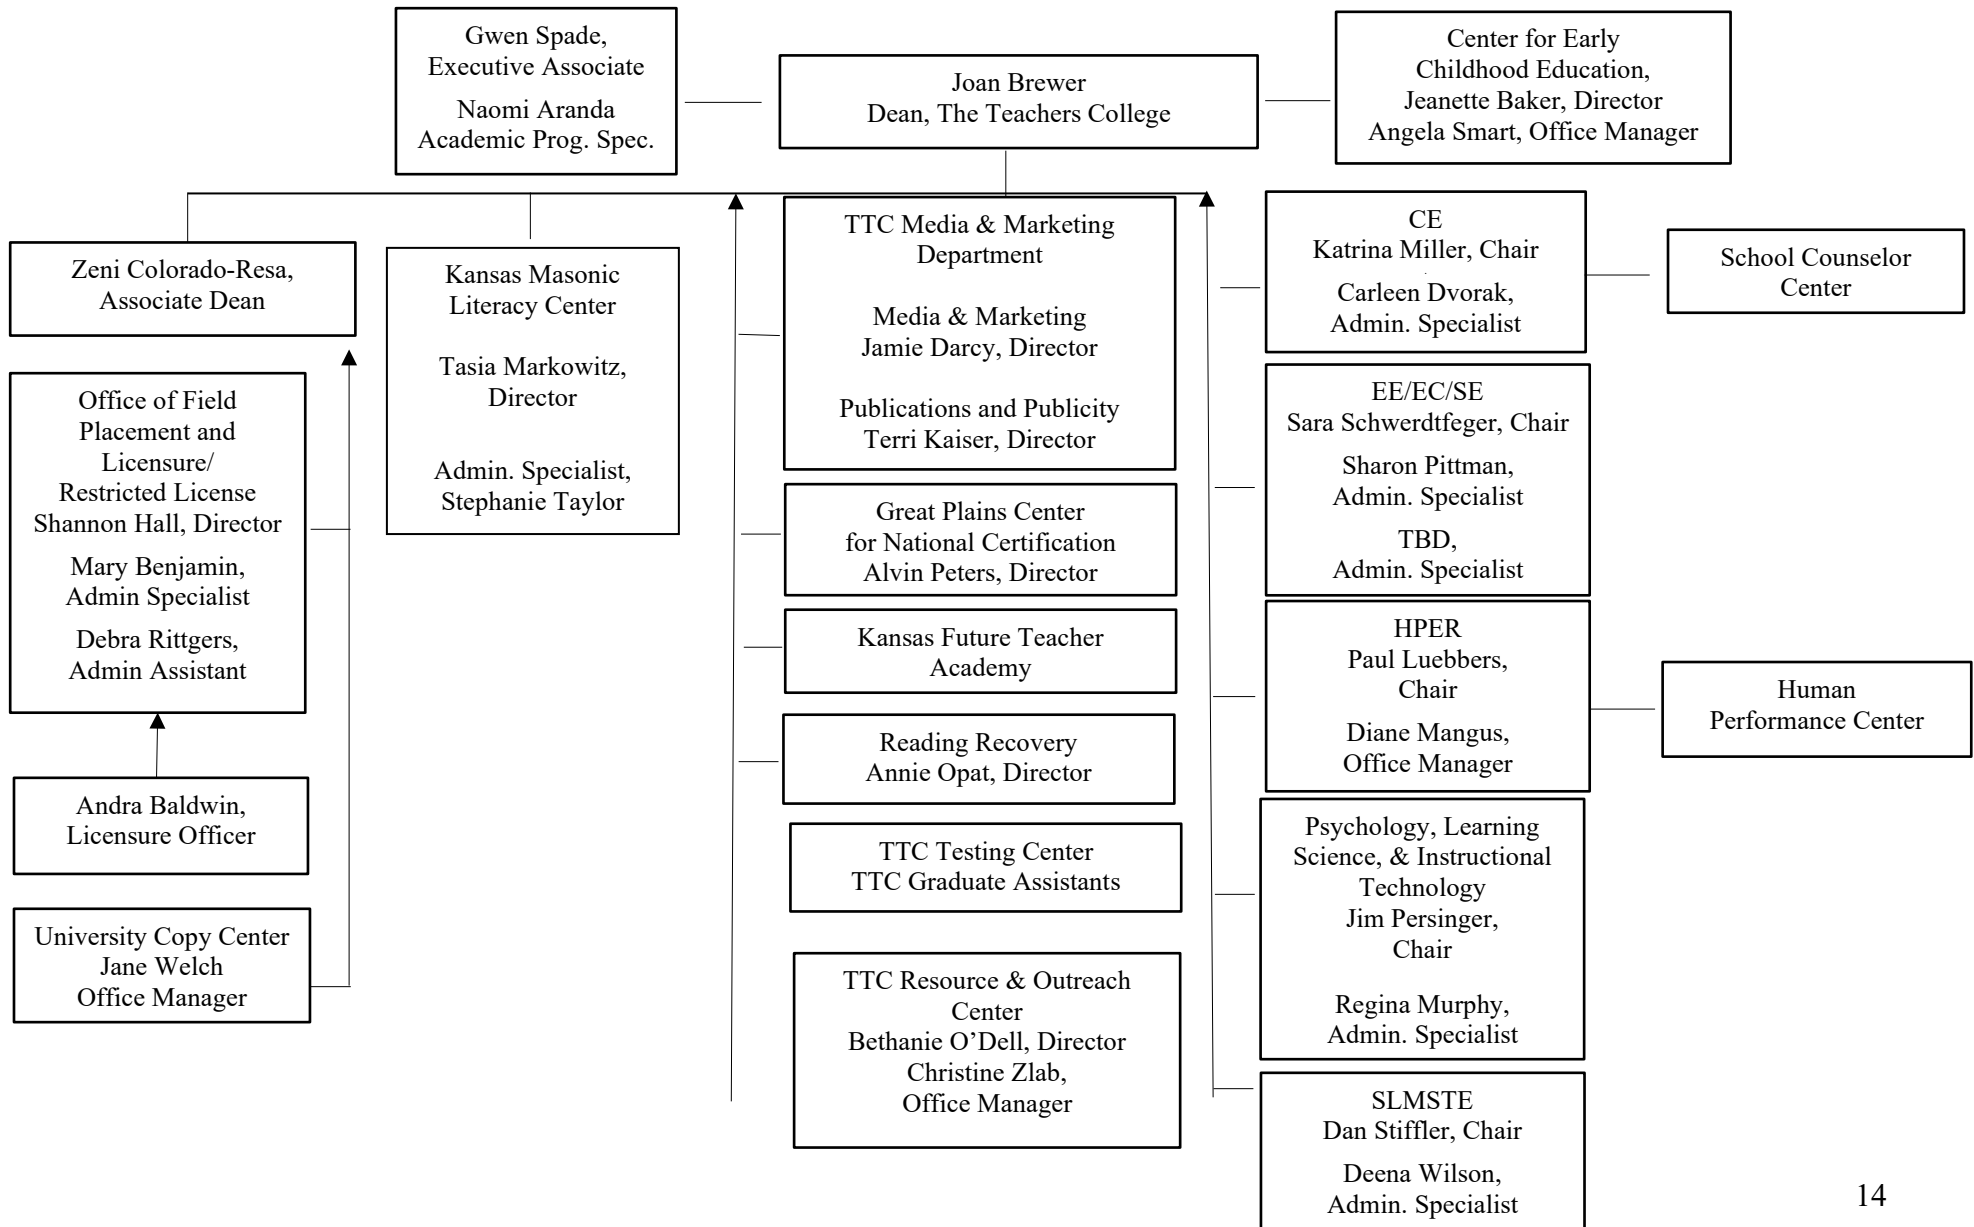 Gwen Spade,
Executive Associate
Naomi Aranda
Academic Prog. Spec.
Joan Brewer
Dean, The Teachers College
Center for Early
Childhood Education,
Jeanette Baker, Director
Angela Smart, Office Manager
Zeni Colorado-Resa,
Associate Dean
Office of Field
Placement and
Licensure/
Restricted License
Shannon Hall, Director
Mary Benjamin,
Admin Specialist
Debra Rittgers,
Admin Assistant
Andra Baldwin,
Licensure Officer
University Copy Center
Jane Welch
Office Manager
Kansas Masonic
Literacy Center
Tasia Markowitz,
Director
Admin. Specialist,
Stephanie Taylor
TTC Media & Marketing
Department
Media & Marketing
Jamie Darcy, Director
Publications and Publicity
Terri Kaiser, Director
Great Plains Center
for National Certification
Alvin Peters, Director
Kansas Future Teacher
Academy
Reading Recovery
Annie Opat, Director
TTC Testing Center
TTC Graduate Assistants
TTC Resource & Outreach
Center
Bethanie O’Dell, Director
Christine Zlab,
Office Manager
CE
Katrina Miller, Chair
Carleen Dvorak,
Admin. Specialist
School Counselor
Center
EE/EC/SE
Sara Schwerdtfeger, Chair
Sharon Pittman,
Admin. Specialist
TBD,
Admin. Specialist
HPER
Paul Luebbers,
Chair
Diane Mangus,
Office Manager
Human
Performance Center
Psychology, Learning
Science, & Instructional
Technology
Jim Persinger,
Chair
Regina Murphy,
Admin. Specialist
SLMSTE
Dan Stiffler, Chair
Deena Wilson,
Admin. Specialist
14